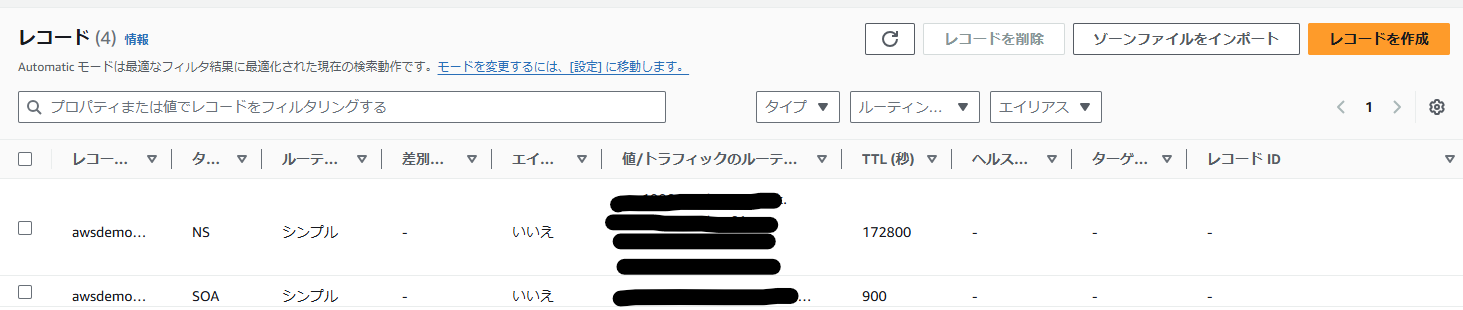 レコード (4) 情報
レコードを削除 ゾーンファイルをインポート レコードを作成
Automatic モードは最適なフィルタ結果に最適化された現在の検索動作です。モードを変更するには、[設定] に移動します。
プロパティまたは値でレコードをフィルタリングする
タイプ ルーティン... エイリアス 1
レコー... タ... ルーテ... 差別... エイ... 値/トラフィックのルーテ... TTL (秒) ヘルス... ターゲ... レコード ID
awsdemo... NS シンプル - いいえ 172800 - - -
awsdemo... SOA シンプル - いいえ ... 900 - - -